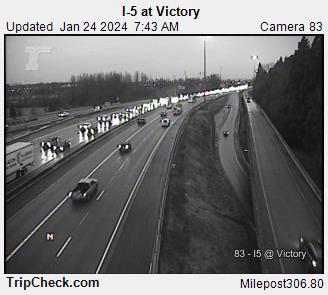 I-5 at Victory
Updated Jan 24 2024 7:43 AM Camera 83
N
83 - I5 @ Victory
TripCheck.com Milepost306.80